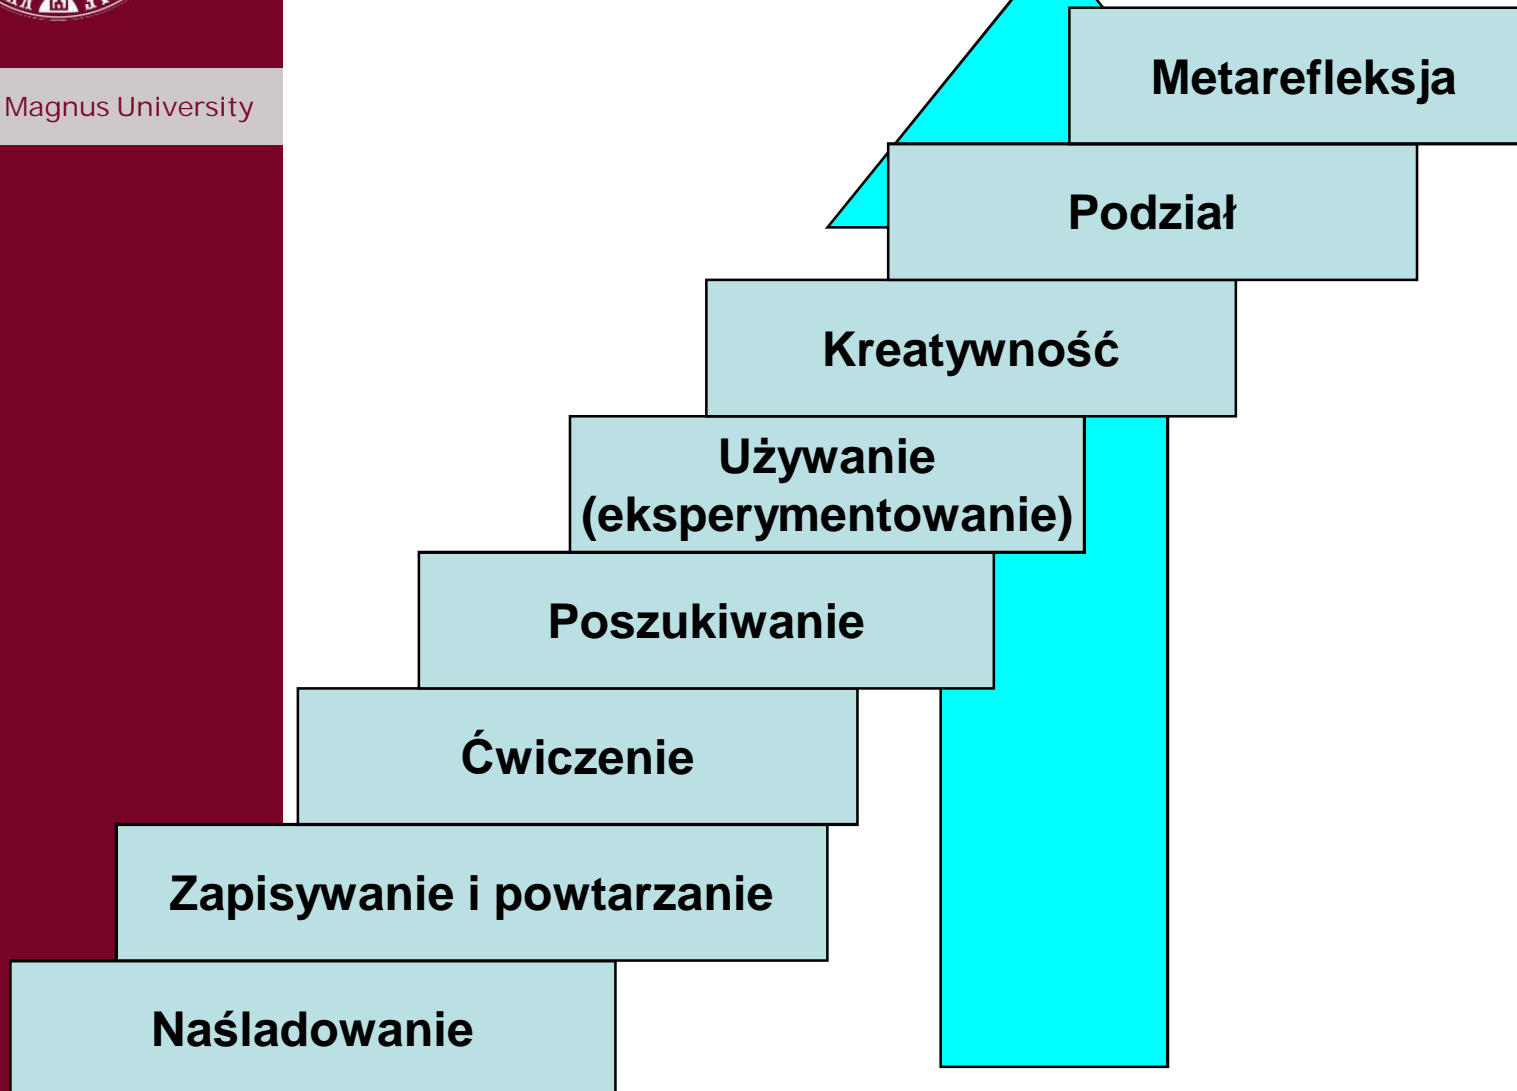 Magnus University
Metarefleksja
Podział
Kreatywność
Używanie
(eksperymentowanie)
Poszukiwanie
Ćwiczenie
Zapisywanie i powtarzanie
Naśladowanie